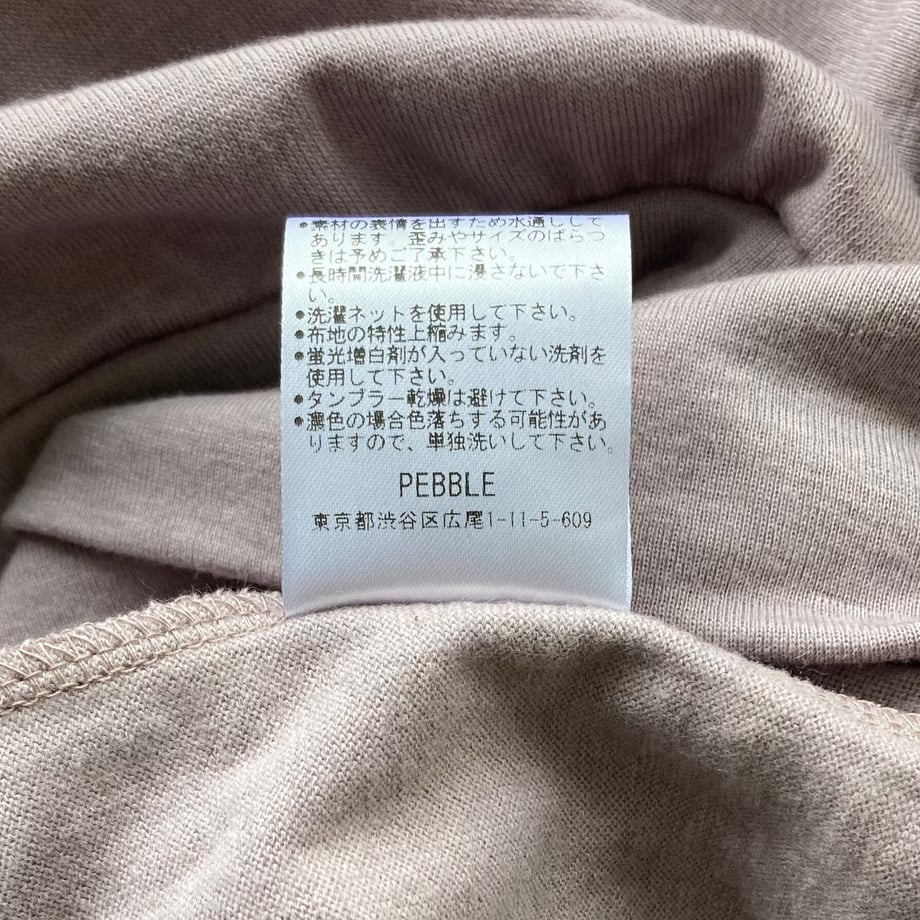 ●素材の表情を出すため水通しして
あります。歪みやサイズのばらつ
きは予めご了承下さい。
●長時間洗濯液中に浸さないで下さ
い。
●洗濯ネットを使用して下さい。
●布地の特性上縮みます。
●蛍光増白剤が入っていない洗剤を
使用して下さい。
●タンブラー乾燥は避けて下さい。
●濃色の場合色落ちする可能性があ
りますので、単独洗いして下さい。
PEBBLE
東京都渋谷区広尾1-11-5-609